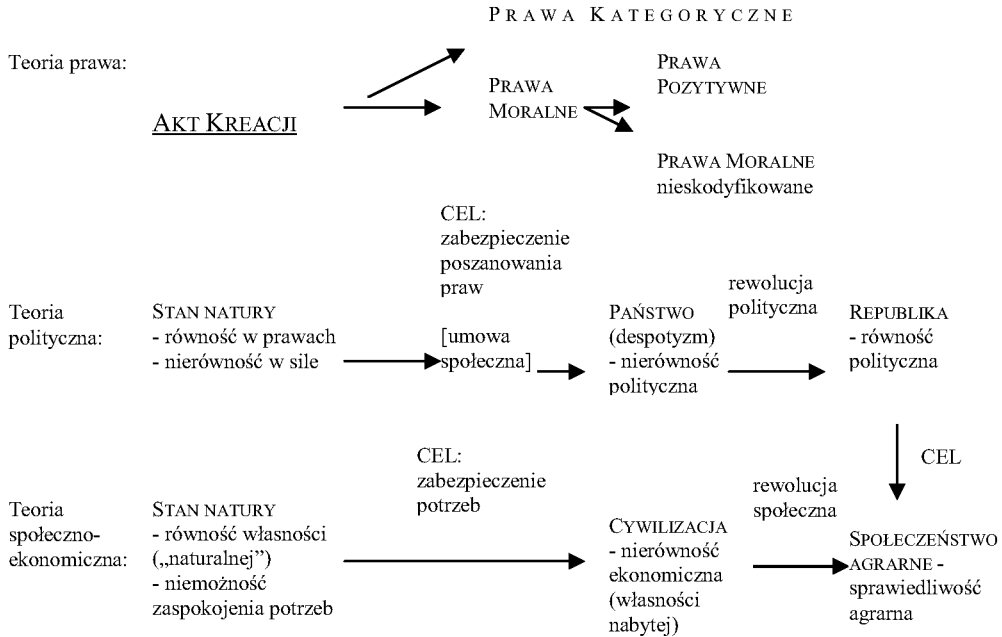 PRAWA KATEGORYCZNE
Teoria prawa:
AKT KREACJI
PRAWA
MORALNE
PRAWA
POZYTYWNE
PRAWA MORALNE
nieskodyfikowane
Teoria
polityczna:
STAN NATURY
- równość w prawach
- nierówność w sile
CEL:
zabezpieczenie
poszanowania
praw
[umowa
społeczna]
PAŃSTWO
(despotyzm)
- nierówność
polityczna
rewolucja
polityczna
REPUBLIKA
- równość
polityczna
CEL
Teoria
społeczno-
ekonomiczna:
STAN NATURY
- równość własności
(„naturalnej”)
- niemożność
zaspokojenia potrzeb
CEL:
zabezpieczenie
potrzeb
CYWILIZACJA
- nierówność
ekonomiczna
(własności
nabytej)
rewolucja
społeczna
SPOŁECZEŃSTWO
AGRARNE -
sprawiedliwość
agrarna